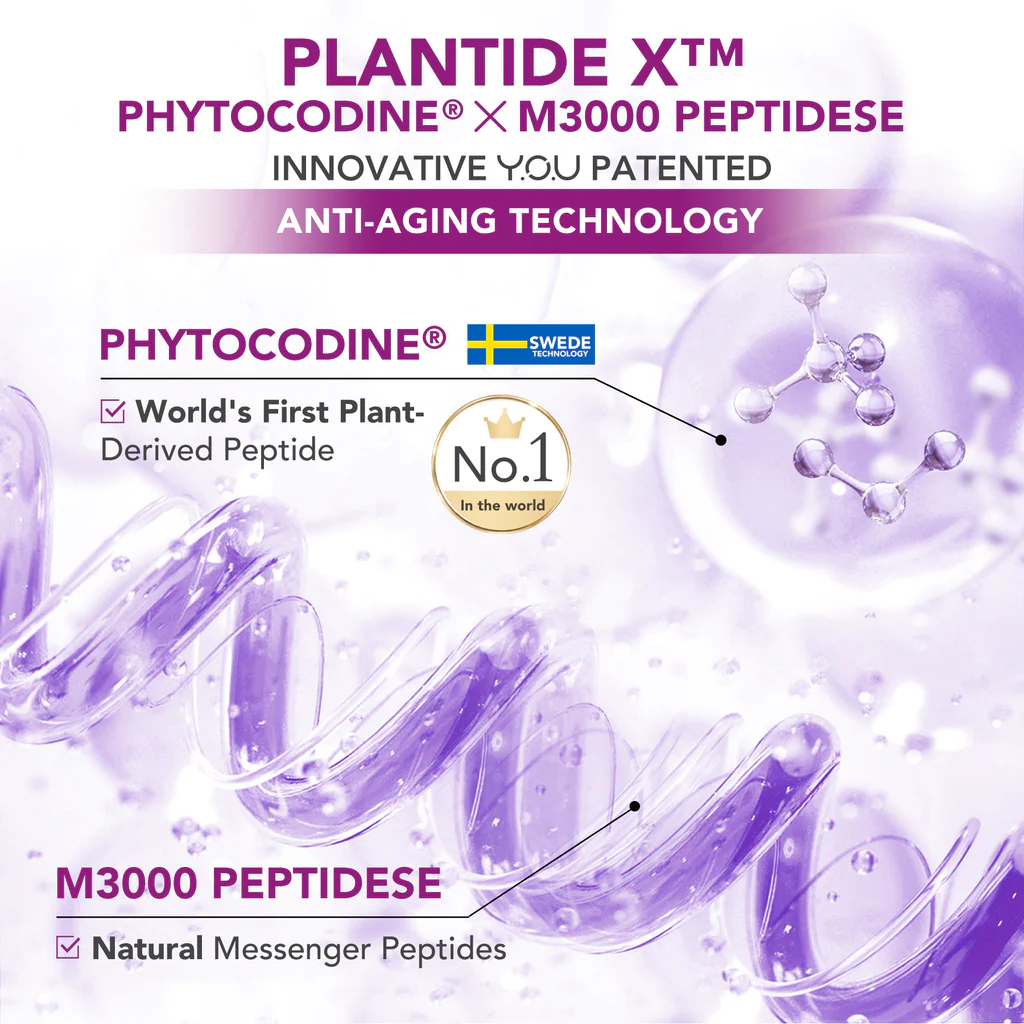 PLANTIDE X™
PHYTOCODINE® X M3000 PEPTIDESE
INNOVATIVE Y.O.U PATENTED
ANTI-AGING TECHNOLOGY
PHYTOCODINE®
SWEDE
TECHNOLOGY
World's First Plant-
Derived Peptide
No.1
In the world
M3000 PEPTIDESE
Natural Messenger Peptides